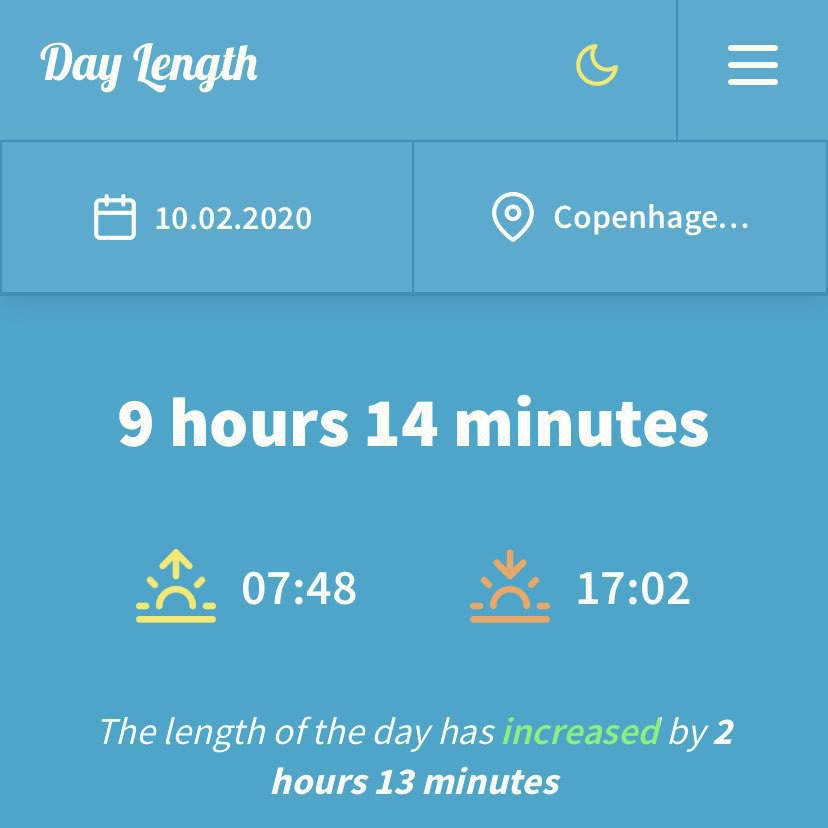 Day Length
10.02.2020
Copenhage...
9 hours 14 minutes
07:48
17:02
The length of the day has increased by 2
hours 13 minutes